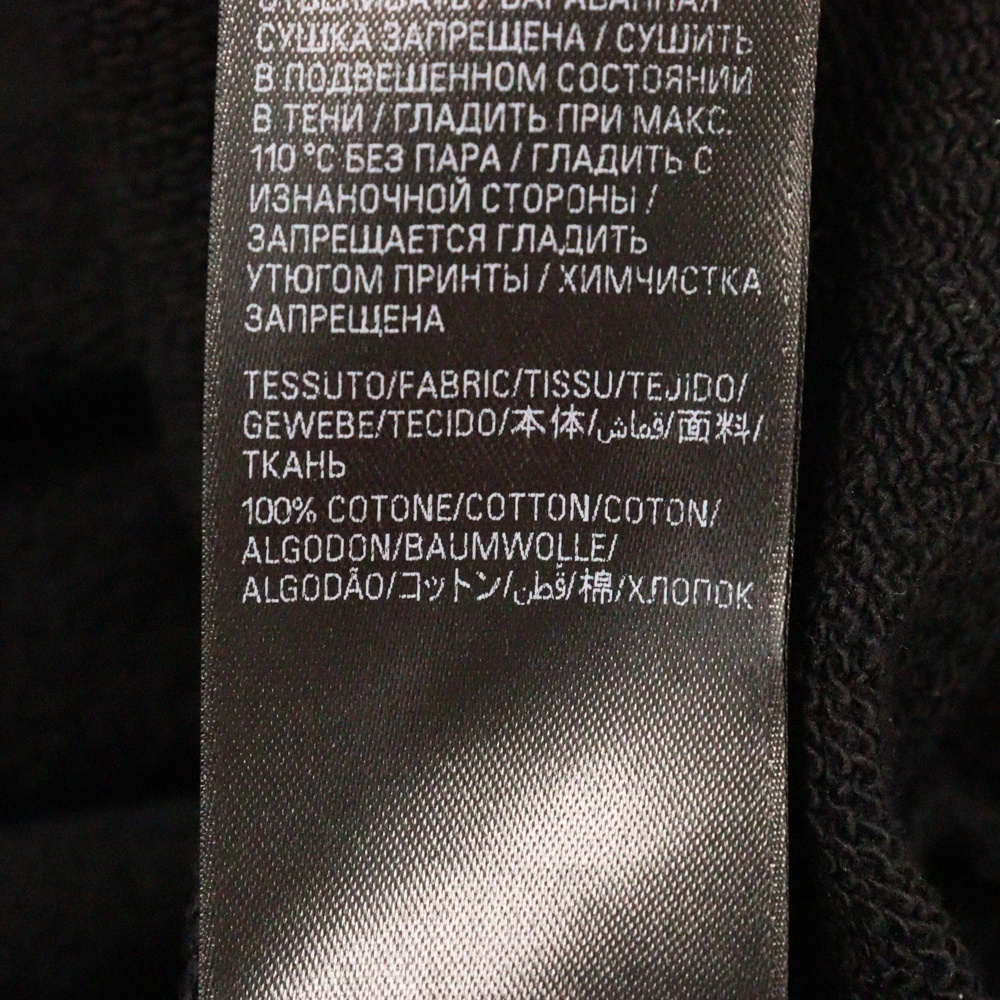 ОТБЕЛИВАТЬ / БАРАБАННАЯ
СУШКА ЗАПРЕЩЕНА / СУШИТЬ
В ПОДВЕШЕННОМ СОСТОЯНИИ
В ТЕНИ / ГЛАДИТЬ ПРИ МАКС.
110 °C БЕЗ ПАРА / ГЛАДИТЬ С
ИЗНАНОЧНОЙ СТОРОНЫ /
ЗАПРЕЩАЕТСЯ ГЛАДИТЬ
УТЮГОМ ПРИНТЫ / ХИМЧИСТКА
ЗАПРЕЩЕНА
TESSUTO/FABRIC/TISSU/TEJIDO/
GEWEBE/TECIDO/本体/قماش/面料/
ТКАНЬ
100% COTONE/COTTON/COTON/
ALGODON/BAUMWOLLE/
ALGODÃO/コットン/قطن/棉/ХЛОПОК